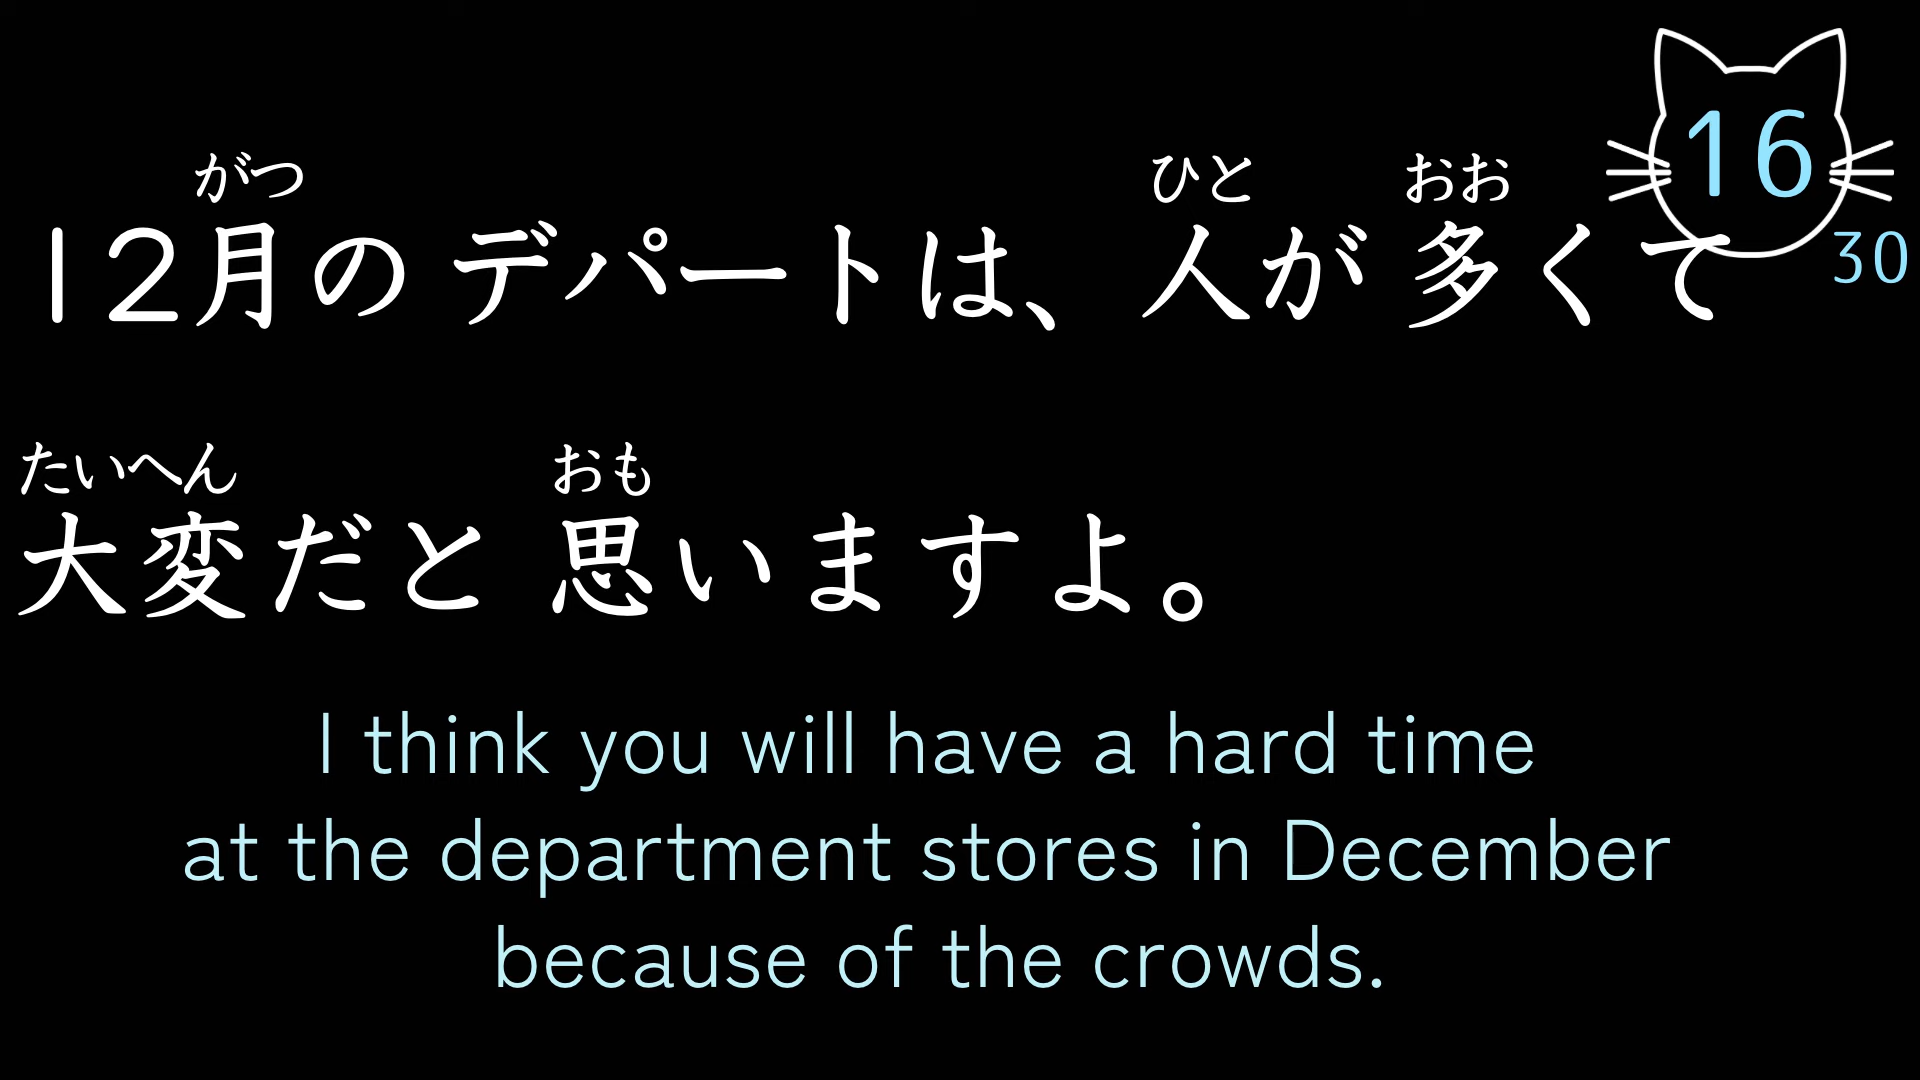 16
30
がつ ひと おお
12月の デパートは、人が 多くて
たいへん おも
大変だと 思いますよ。
I think you will have a hard time
at the department stores in December
because of the crowds.